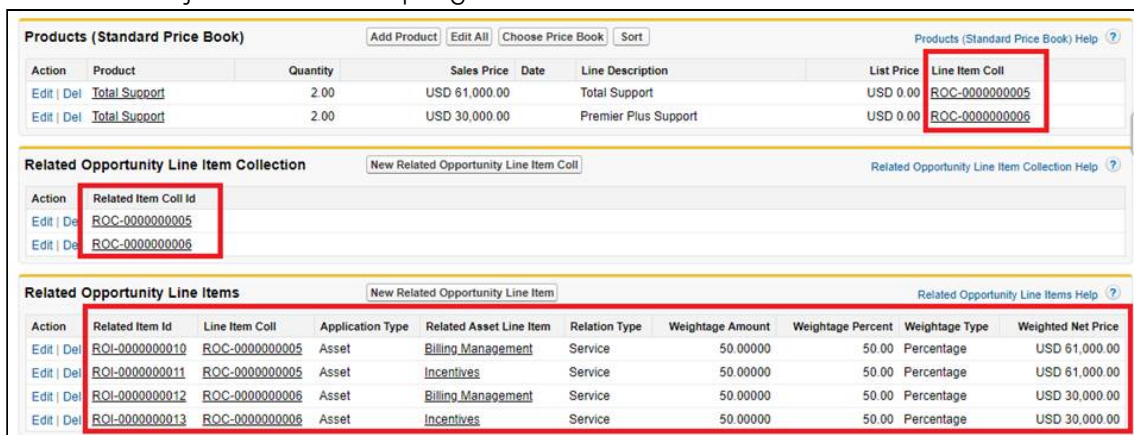 Products (Standard Price Book) Add Product Edit All Choose Price Book Sort Products (Standard Price Book) Help ?
Action Product Quantity Sales Price Date Line Description List Price Line Item Coll
Edit | Del Total Support 2.00 USD 61,000.00 Total Support USD 0.00 ROC-0000000005
Edit | Del Total Support 2.00 USD 30,000.00 Premier Plus Support USD 0.00 ROC-0000000006
Related Opportunity Line Item Collection New Related Opportunity Line Item Coll Related Opportunity Line Item Collection Help ?
Action Related Item Coll Id
Edit | De ROC-0000000005
Edit | De ROC-0000000006
Related Opportunity Line Items New Related Opportunity Line Item Related Opportunity Line Items Help ?
Action Related Item Id Line Item Coll Application Type Related Asset Line Item Relation Type Weightage Amount Weightage Percent Weightage Type Weighted Net Price
Edit | Del ROI-0000000010 ROC-0000000005 Asset Billing Management Service 50.00000 50.00 Percentage USD 61,000.00
Edit | Del ROI-0000000011 ROC-0000000005 Asset Incentives Service 50.00000 50.00 Percentage USD 61,000.00
Edit | Del ROI-0000000012 ROC-0000000006 Asset Billing Management Service 50.00000 50.00 Percentage USD 30,000.00
Edit | Del ROI-0000000013 ROC-0000000006 Asset Incentives Service 50.00000 50.00 Percentage USD 30,000.00